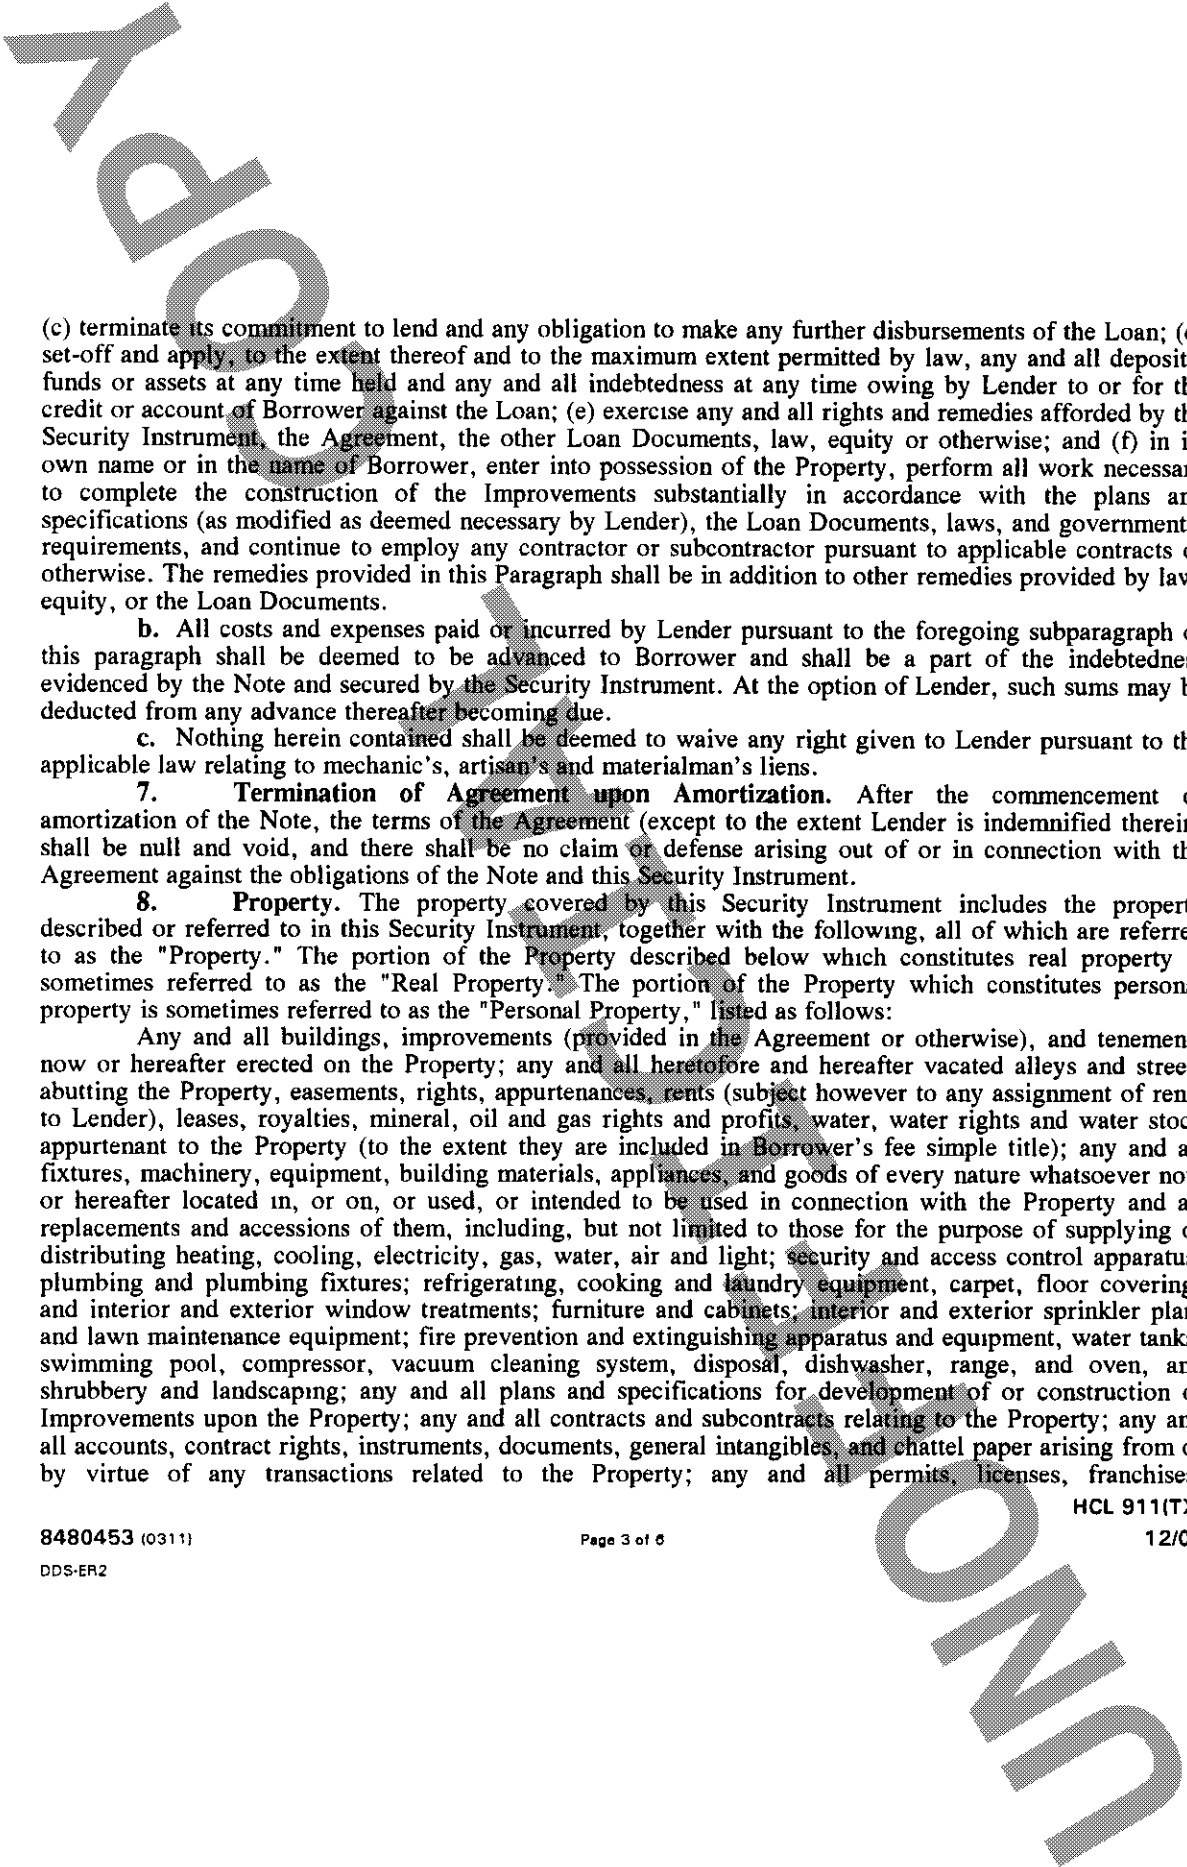 (c) terminate its commitment to lend and any obligation to make any further disbursements of the Loan; (
set-off and apply, to the extent thereof and to the maximum extent permitted by law, any and all deposit
funds or assets at any time held and any and all indebtedness at any time owing by Lender to or for t
credit or account of Borrower against the Loan; (e) exercise any and all rights and remedies afforded by t
Security Instrument, the Agreement, the other Loan Documents, law, equity or otherwise; and (f) in i
own name or in the name of Borrower, enter into possession of the Property, perform all work necessa
to complete the construction of the Improvements substantially in accordance with the plans a
specifications (as modified as deemed necessary by Lender), the Loan Documents, laws, and government
requirements, and continue to employ any contractor or subcontractor pursuant to applicable contracts
otherwise. The remedies provided in this Paragraph shall be in addition to other remedies provided by la
equity, or the Loan Documents.
b. All costs and expenses paid or incurred by Lender pursuant to the foregoing subparagraph
this paragraph shall be deemed to be advanced to Borrower and shall be a part of the indebtedne
evidenced by the Note and secured by the Security Instrument. At the option of Lender, such sums may
deducted from any advance thereafter becoming due.
c. Nothing herein contained shall be deemed to waive any right given to Lender pursuant to t
applicable law relating to mechanic's, artisan's and materialman's liens.
7. Termination of Agreement upon Amortization. After the commencement
amortization of the Note, the terms of the Agreement (except to the extent Lender is indemnified therein
shall be null and void, and there shall be no claim or defense arising out of or in connection with t
Agreement against the obligations of the Note and this Security Instrument.
8. Property. The property covered by this Security Instrument includes the propert
described or referred to in this Security Instrument, together with the following, all of which are referre
to as the "Property." The portion of the Property described below which constitutes real property
sometimes referred to as the "Real Property." The portion of the Property which constitutes person
property is sometimes referred to as the "Personal Property," listed as follows:
Any and all buildings, improvements (provided in the Agreement or otherwise), and tenemen
now or hereafter erected on the Property; any and all heretofore and hereafter vacated alleys and stree
abutting the Property, easements, rights, appurtenances, rents (subject however to any assignment of ren
to Lender), leases, royalties, mineral, oil and gas rights and profits, water, water rights and water stoc
appurtenant to the Property (to the extent they are included in Borrower's fee simple title); any and a
fixtures, machinery, equipment, building materials, appliances, and goods of every nature whatsoever no
or hereafter located in, or on, or used, or intended to be used in connection with the Property and a
replacements and accessions of them, including, but not limited to those for the purpose of supplying
distributing heating, cooling, electricity, gas, water, air and light; security and access control apparatu
plumbing and plumbing fixtures; refrigerating, cooking and laundry equipment, carpet, floor covering
and interior and exterior window treatments; furniture and cabinets; interior and exterior sprinkler plan
and lawn maintenance equipment; fire prevention and extinguishing apparatus and equipment, water tank
swimming pool, compressor, vacuum cleaning system, disposal, dishwasher, range, and oven, an
shrubbery and landscaping; any and all plans and specifications for development of or construction
Improvements upon the Property; any and all contracts and subcontracts relating to the Property; any an
all accounts, contract rights, instruments, documents, general intangibles, and chattel paper arising from
by virtue of any transactions related to the Property; any and all permits, licenses, franchise
HCL 911(TX
8480453 (0311) Page 3 of 6 12/0
DDS-ER2
UNOFFICIAL COPY